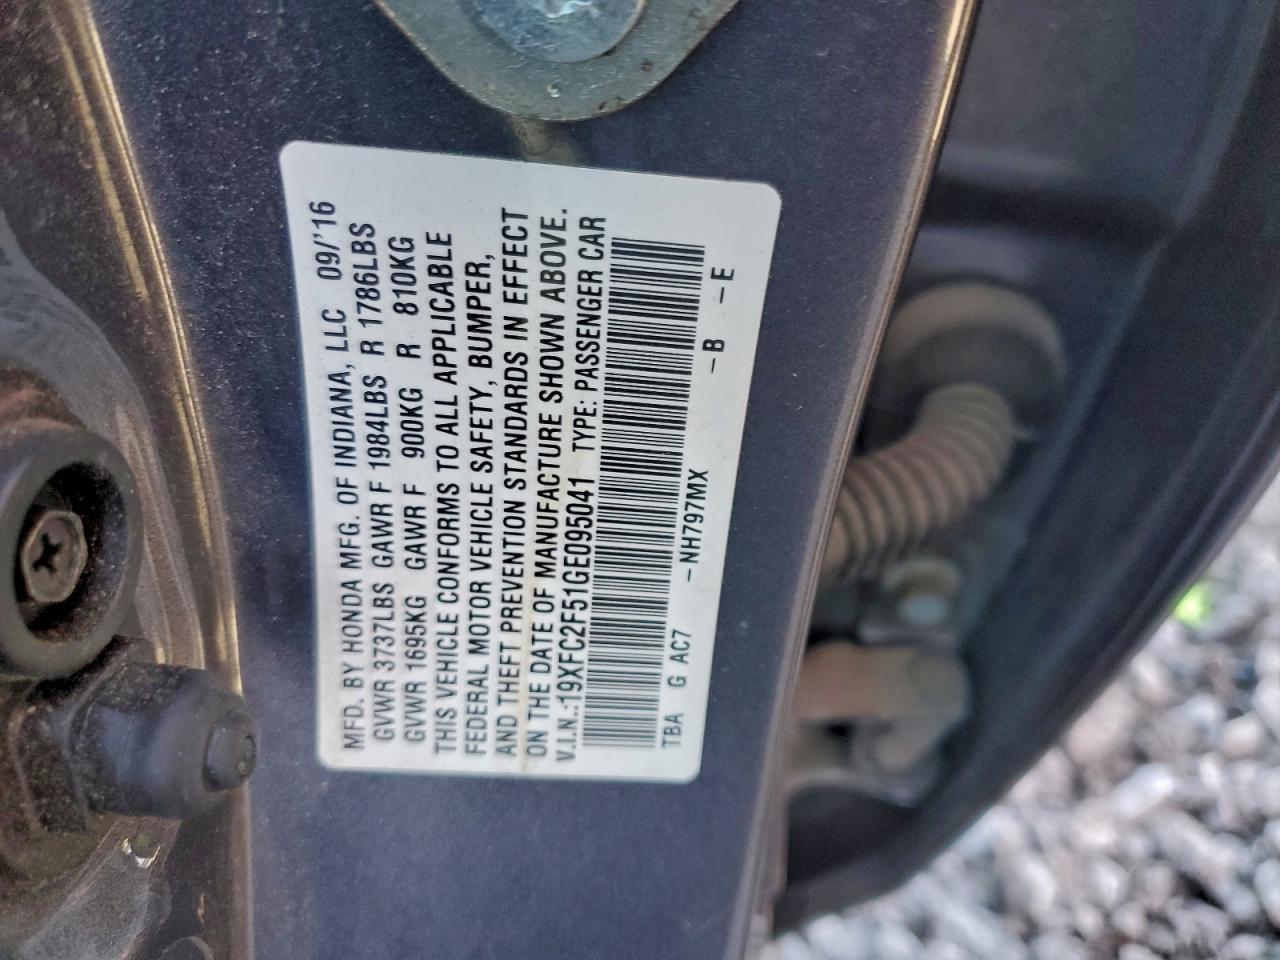 MFD. BY HONDA MFG. OF INDIANA, LLC 09/'16
GVWR 3737LBS GAWR F 1984LBS R 1786LBS
GVWR 1695KG GAWR F 900KG R 810KG
THIS VEHICLE CONFORMS TO ALL APPLICABLE
FEDERAL MOTOR VEHICLE SAFETY, BUMPER,
AND THEFT PREVENTION STANDARDS IN EFFECT
ON THE DATE OF MANUFACTURE SHOWN ABOVE.
V.I.N.:19XFC2F51GE095041 TYPE: PASSENGER CAR
TBA G AC7 -NH797MX -B -E